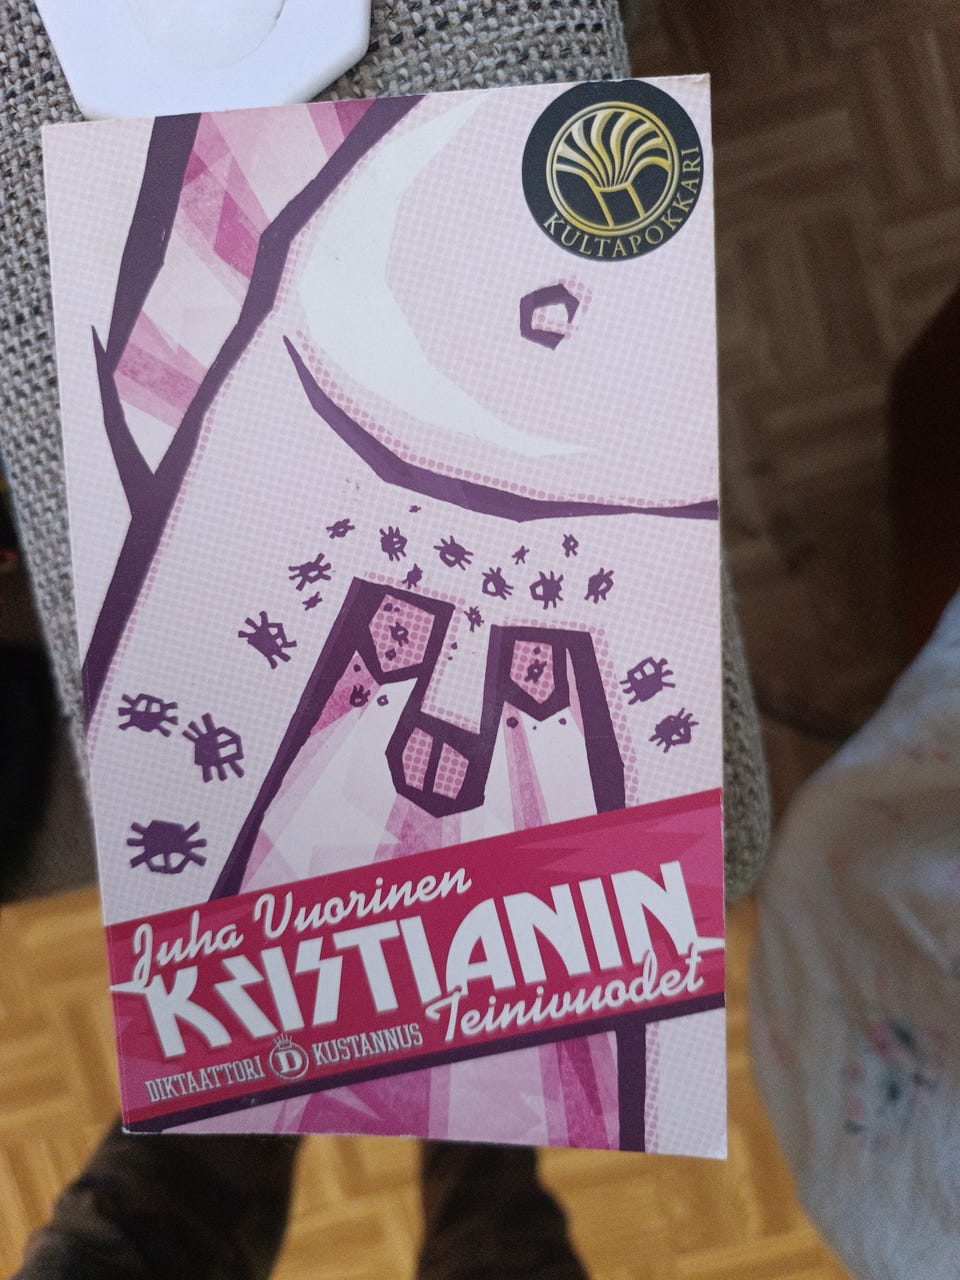 KULTAPOKKARI
Juha Vuorinen
KRISTIANIN
Teinivuodet
DIKTAATTORI D KUSTANNUS